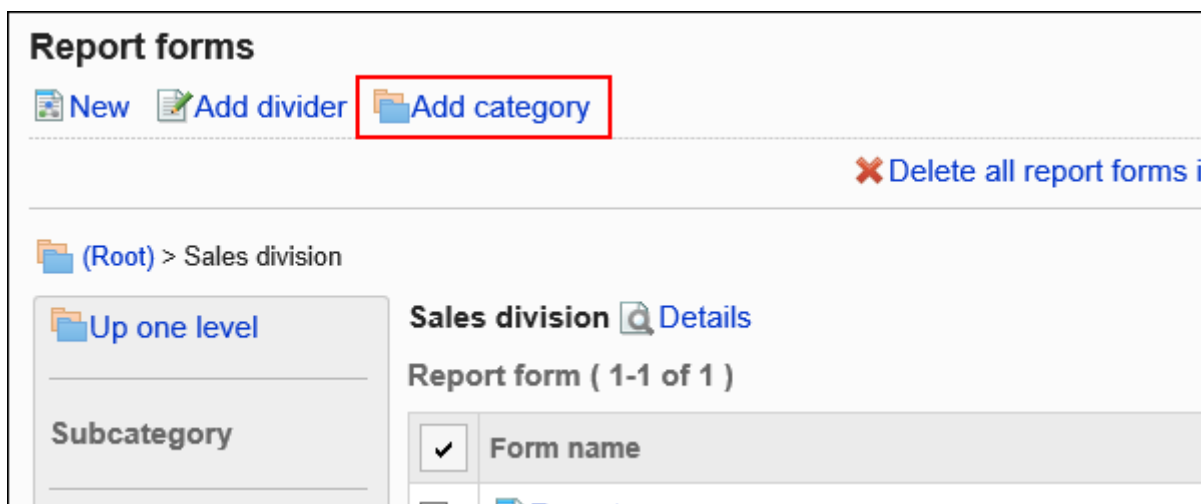 Report forms
New Add divider Add category
Delete all report forms
(Root) > Sales division
Up one level
Sales division Details
Report form ( 1-1 of 1 )
Subcategory
Form name